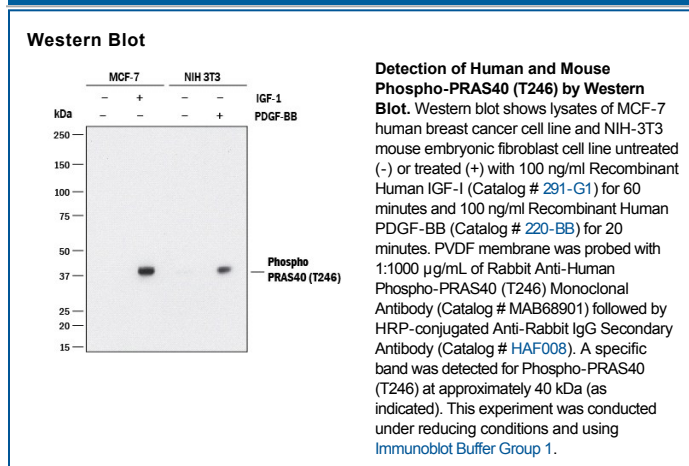 Western Blot
MCF-7 NIH 3T3
– + – – IGF-1
kDa – – – + PDGF-BB
250
150
100
75
50
37
25
20
15
Phospho
PRAS40 (T246)
Detection of Human and Mouse
Phospho-PRAS40 (T246) by Western
Blot. Western blot shows lysates of MCF-7
human breast cancer cell line and NIH-3T3
mouse embryonic fibroblast cell line untreated
(-) or treated (+) with 100 ng/ml Recombinant
Human IGF-I (Catalog # 291-G1) for 60
minutes and 100 ng/ml Recombinant Human
PDGF-BB (Catalog # 220-BB) for 20
minutes. PVDF membrane was probed with
1:1000 µg/mL of Rabbit Anti-Human
Phospho-PRAS40 (T246) Monoclonal
Antibody (Catalog # MAB68901) followed by
HRP-conjugated Anti-Rabbit IgG Secondary
Antibody (Catalog # HAF008). A specific
band was detected for Phospho-PRAS40
(T246) at approximately 40 kDa (as
indicated). This experiment was conducted
under reducing conditions and using
Immunoblot Buffer Group 1.